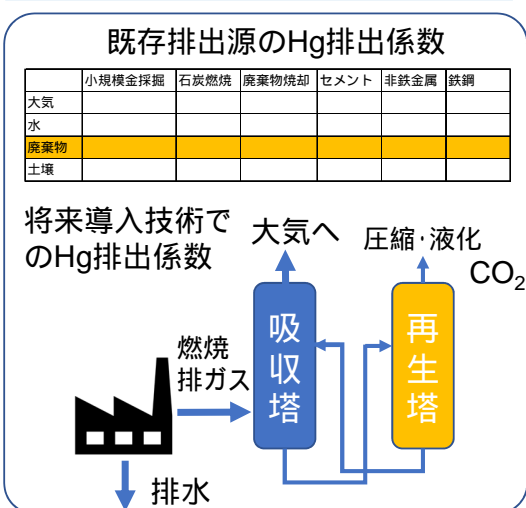 既存排出源のHg排出係数
小規模金採掘 石炭燃焼 廃棄物焼却 セメント 非鉄金属 鉄鋼
大気
水
廃棄物
土壌
将来導入技術で
のHg排出係数
大気へ
圧縮・液化
CO2
吸収塔
再生塔
燃焼
排ガス
排水